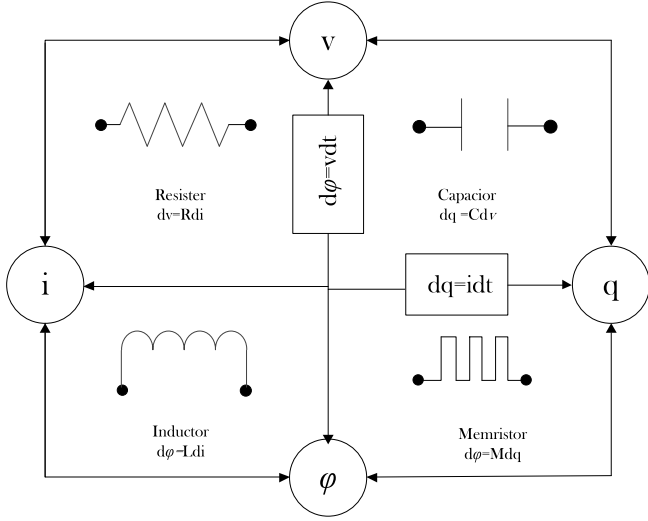 v
dφ=vdt
Resister
dv=Rdi
Capacior
dq =Cdv
i
dq=idt
q
Inductor
dφ−Ldi
Memristor
dφ=Mdq
φ